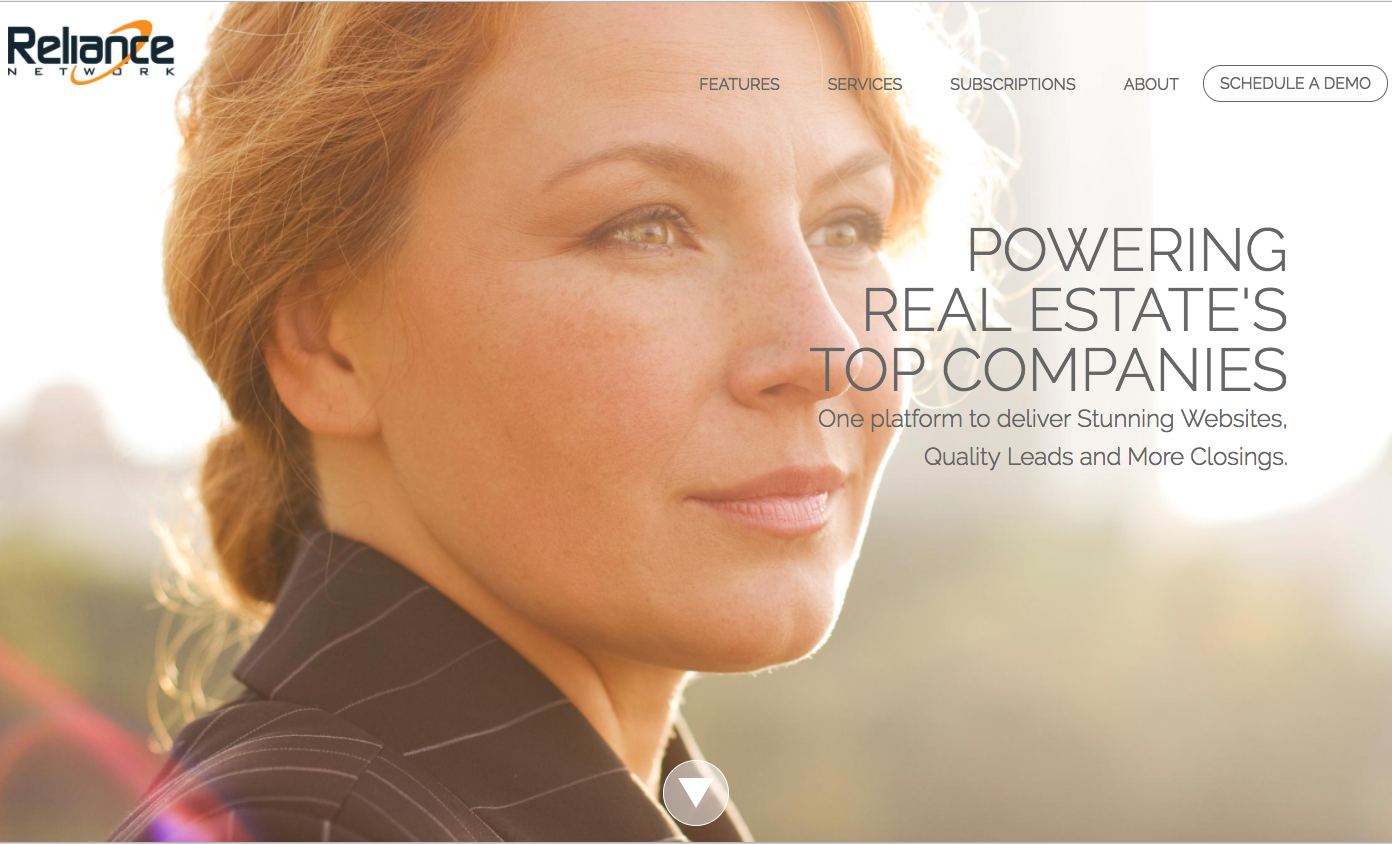 Reliance
NETWORK
FEATURES SERVICES SUBSCRIPTIONS ABOUT SCHEDULE A DEMO
POWERING
REAL ESTATE'S
TOP COMPANIES
One platform to deliver Stunning Websites,
Quality Leads and More Closings.